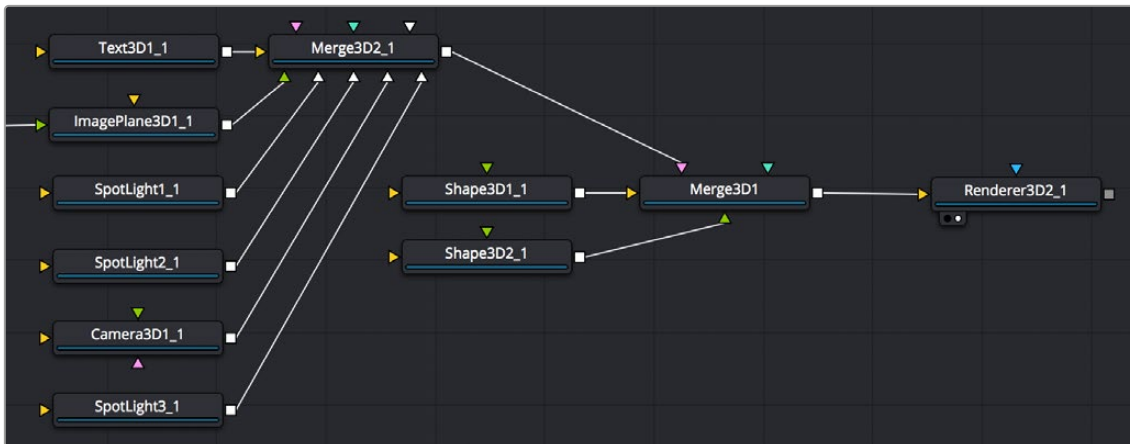 Text3D1_1
Merge3D2_1
ImagePlane3D1_1
SpotLight1_1
Shape3D1_1
Merge3D1
Renderer3D2_1
SpotLight2_1
Shape3D2_1
Camera3D1_1
SpotLight3_1